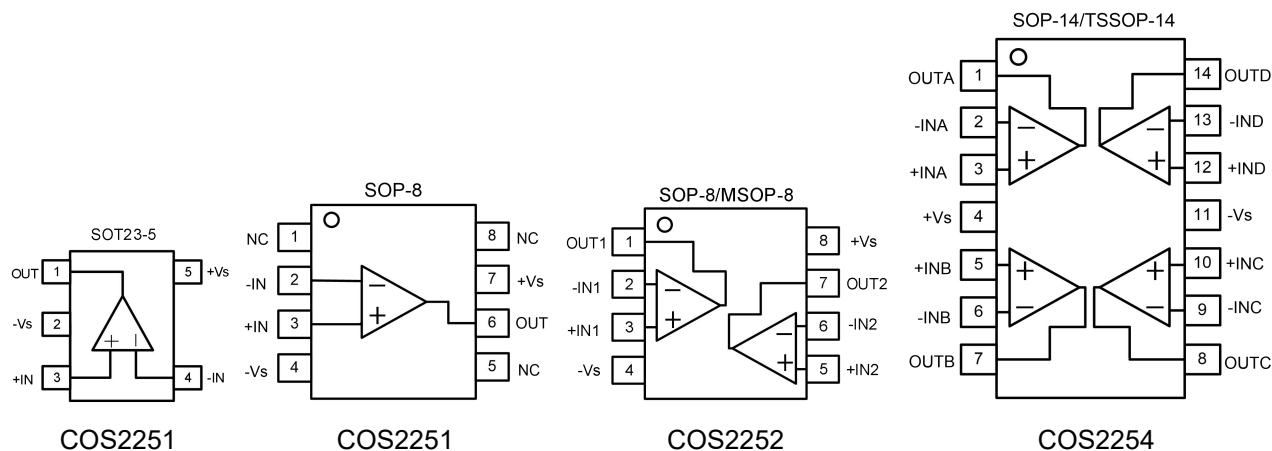 SOT23-5
OUT 1 5 +Vs
-Vs 2
+IN 3 4 -IN
+ −
COS2251
SOP-8
NC 1 8 NC
-IN 2 7 +Vs
+IN 3 6 OUT
-Vs 4 5 NC
−
+
COS2251
SOP-8/MSOP-8
OUT1 1 8 +Vs
-IN1 2 7 OUT2
+IN1 3 6 -IN2
-Vs 4 5 +IN2
− −
+ +
COS2252
SOP-14/TSSOP-14
OUTA 1 14 OUTD
-INA 2 − − 13 -IND
+INA 3 + + 12 +IND
+Vs 4 11 -Vs
+INB 5 + + 10 +INC
-INB 6 − − 9 -INC
OUTB 7 8 OUTC
COS2254